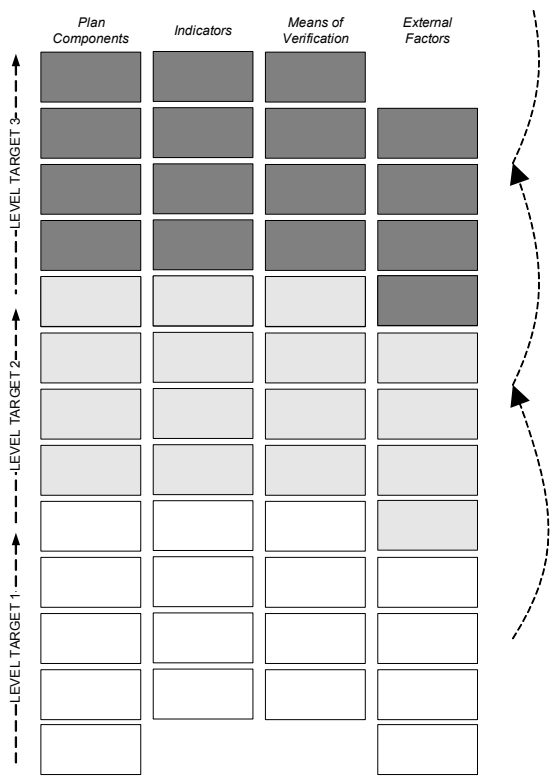 Plan
Components
Indicators
Means of
Verification
External
Factors
LEVEL TARGET 3
LEVEL TARGET 2
LEVEL TARGET 1